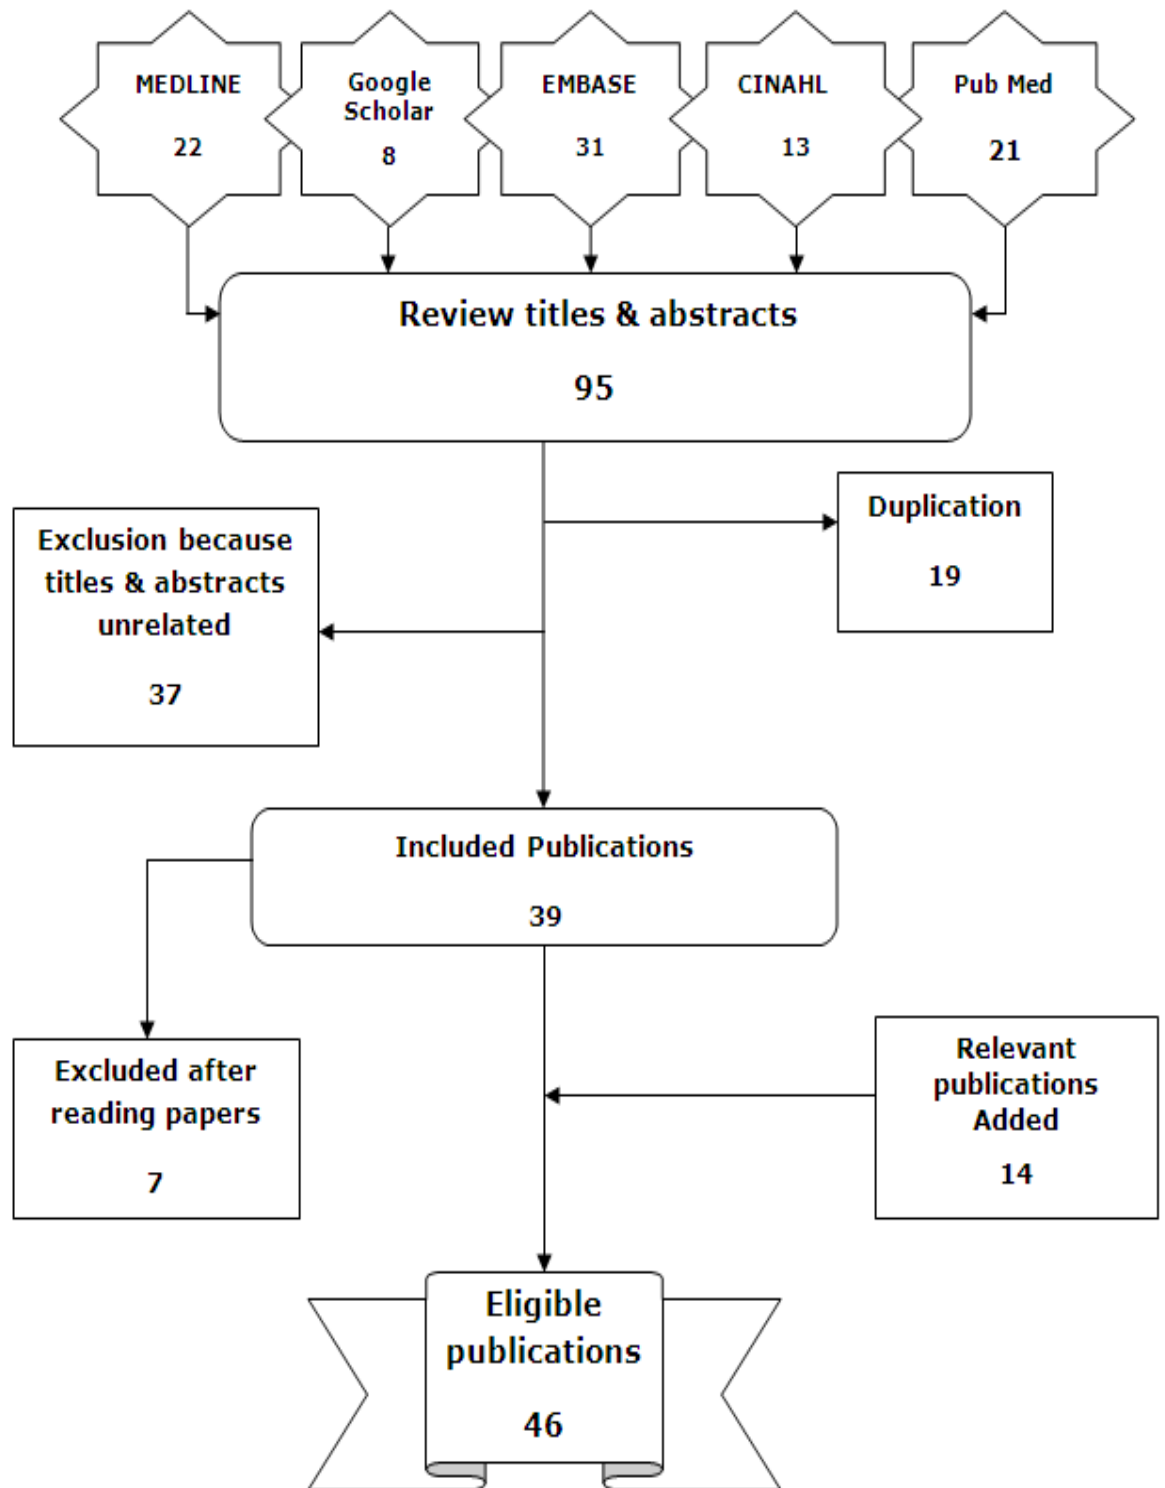 MEDLINE
22
Google
Scholar
8
EMBASE
31
CINAHL
13
Pub Med
21
Review titles & abstracts
95
Duplication
19
Exclusion because
titles & abstracts
unrelated
37
Included Publications
39
Excluded after
reading papers
7
Relevant
publications
Added
14
Eligible
publications
46